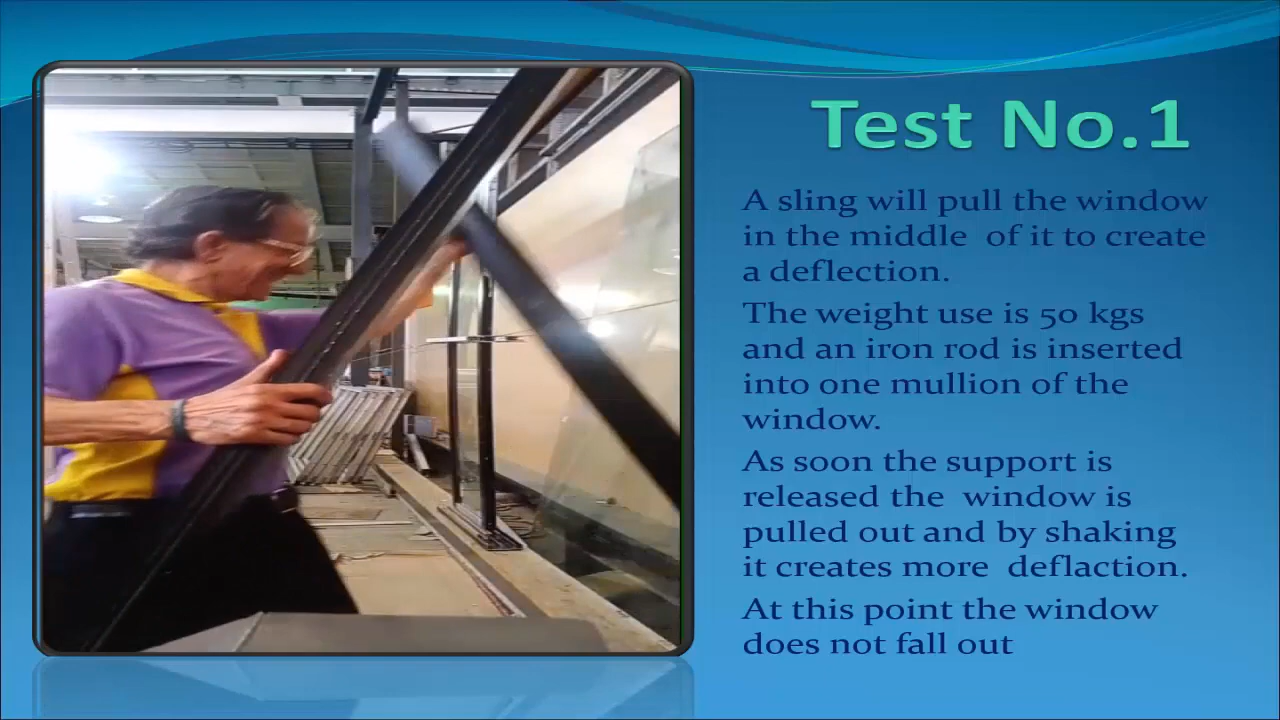 Test No.1
A sling will pull the window
in the middle of it to create
a deflection.
The weight use is 50 kgs
and an iron rod is inserted
into one mullion of the
window.
As soon the support is
released the window is
pulled out and by shaking
it creates more deflaction.
At this point the window
does not fall out